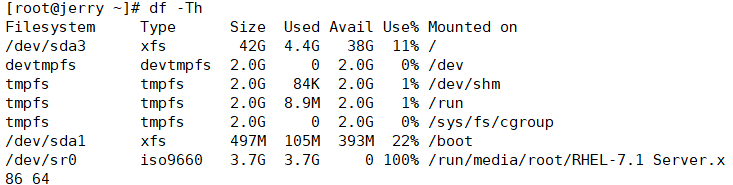 [root@jerry ~]# df -Th
Filesystem     Type      Size  Used Avail Use% Mounted on
/dev/sda3      xfs        42G  4.4G   38G  11% /
devtmpfs       devtmpfs  2.0G     0  2.0G   0% /dev
tmpfs          tmpfs     2.0G   84K  2.0G   1% /dev/shm
tmpfs          tmpfs     2.0G  8.9M  2.0G   1% /run
tmpfs          tmpfs     2.0G     0  2.0G   0% /sys/fs/cgroup
/dev/sda1      xfs       497M  105M  393M  22% /boot
/dev/sr0       iso9660   3.7G  3.7G     0 100% /run/media/root/RHEL-7.1 Server.x
86 64